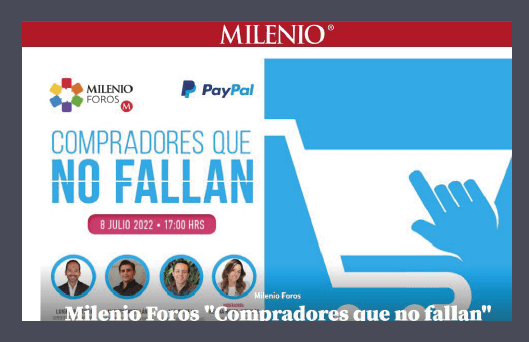 MILENIO®
MILENIO
FOROS M
PayPal
COMPRADORES QUE
NO FALLAN
8 JULIO 2022 • 17:00 HRS
Milenio Foros
Milenio Foros "Compradores que no fallan"